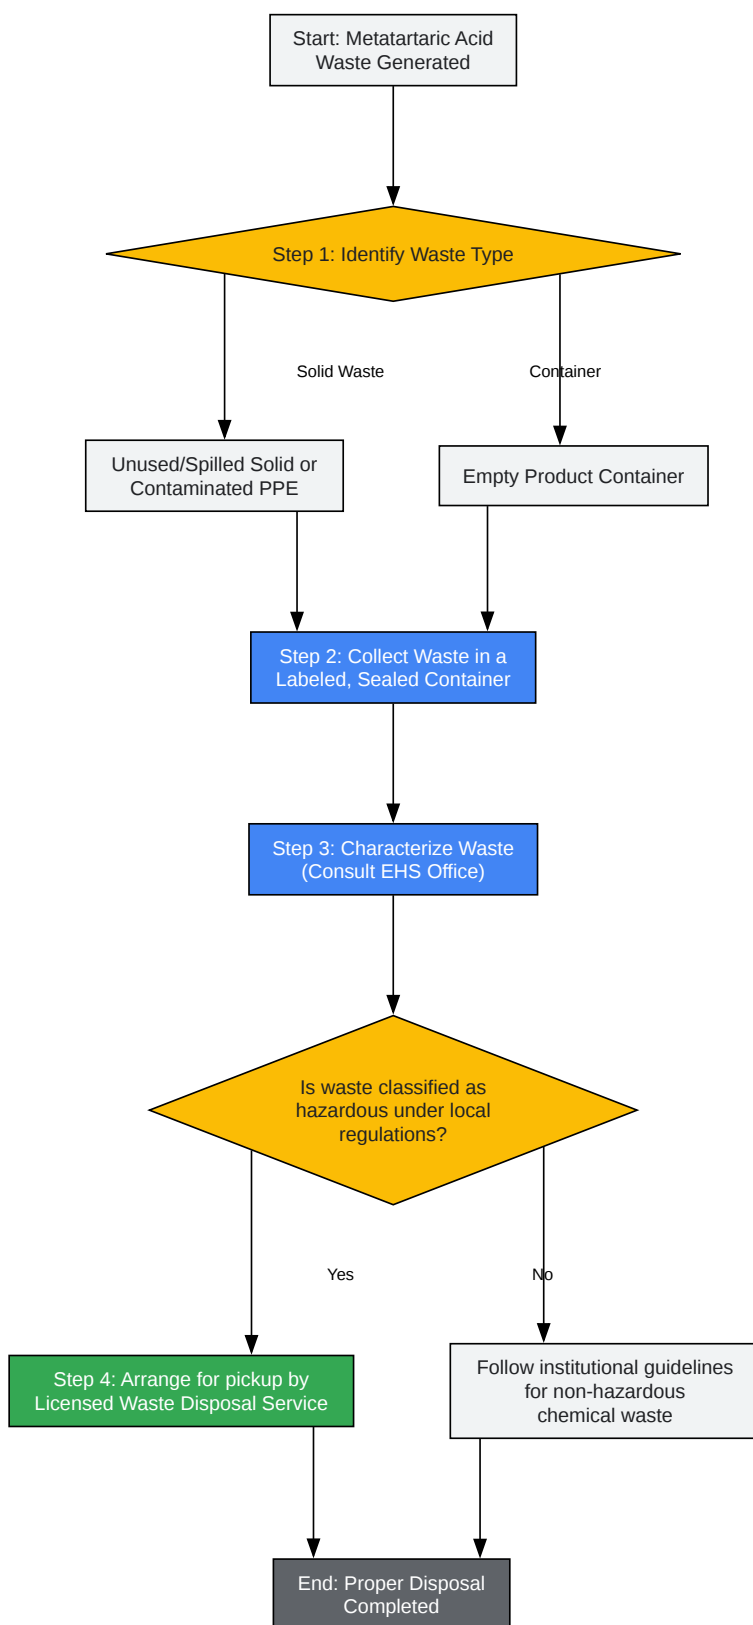 Start: Metatartaric Acid
Waste Generated
Step 1: Identify Waste Type
Solid Waste
Container
Unused/Spilled Solid or
Contaminated PPE
Empty Product Container
Step 2: Collect Waste in a
Labeled, Sealed Container
Step 3: Characterize Waste
(Consult EHS Office)
Is waste classified as
hazardous under local
regulations?
Yes
No
Step 4: Arrange for pickup by
Licensed Waste Disposal Service
Follow institutional guidelines
for non-hazardous
chemical waste
End: Proper Disposal
Completed